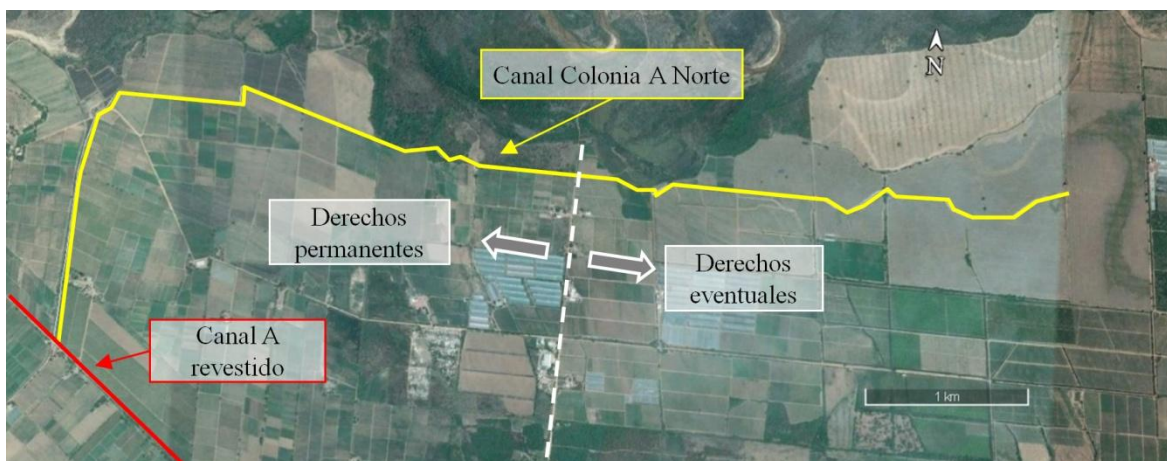 N
Canal Colonia A Norte
Derechos
permanentes
Derechos
eventuales
Canal A
revestido
1 km